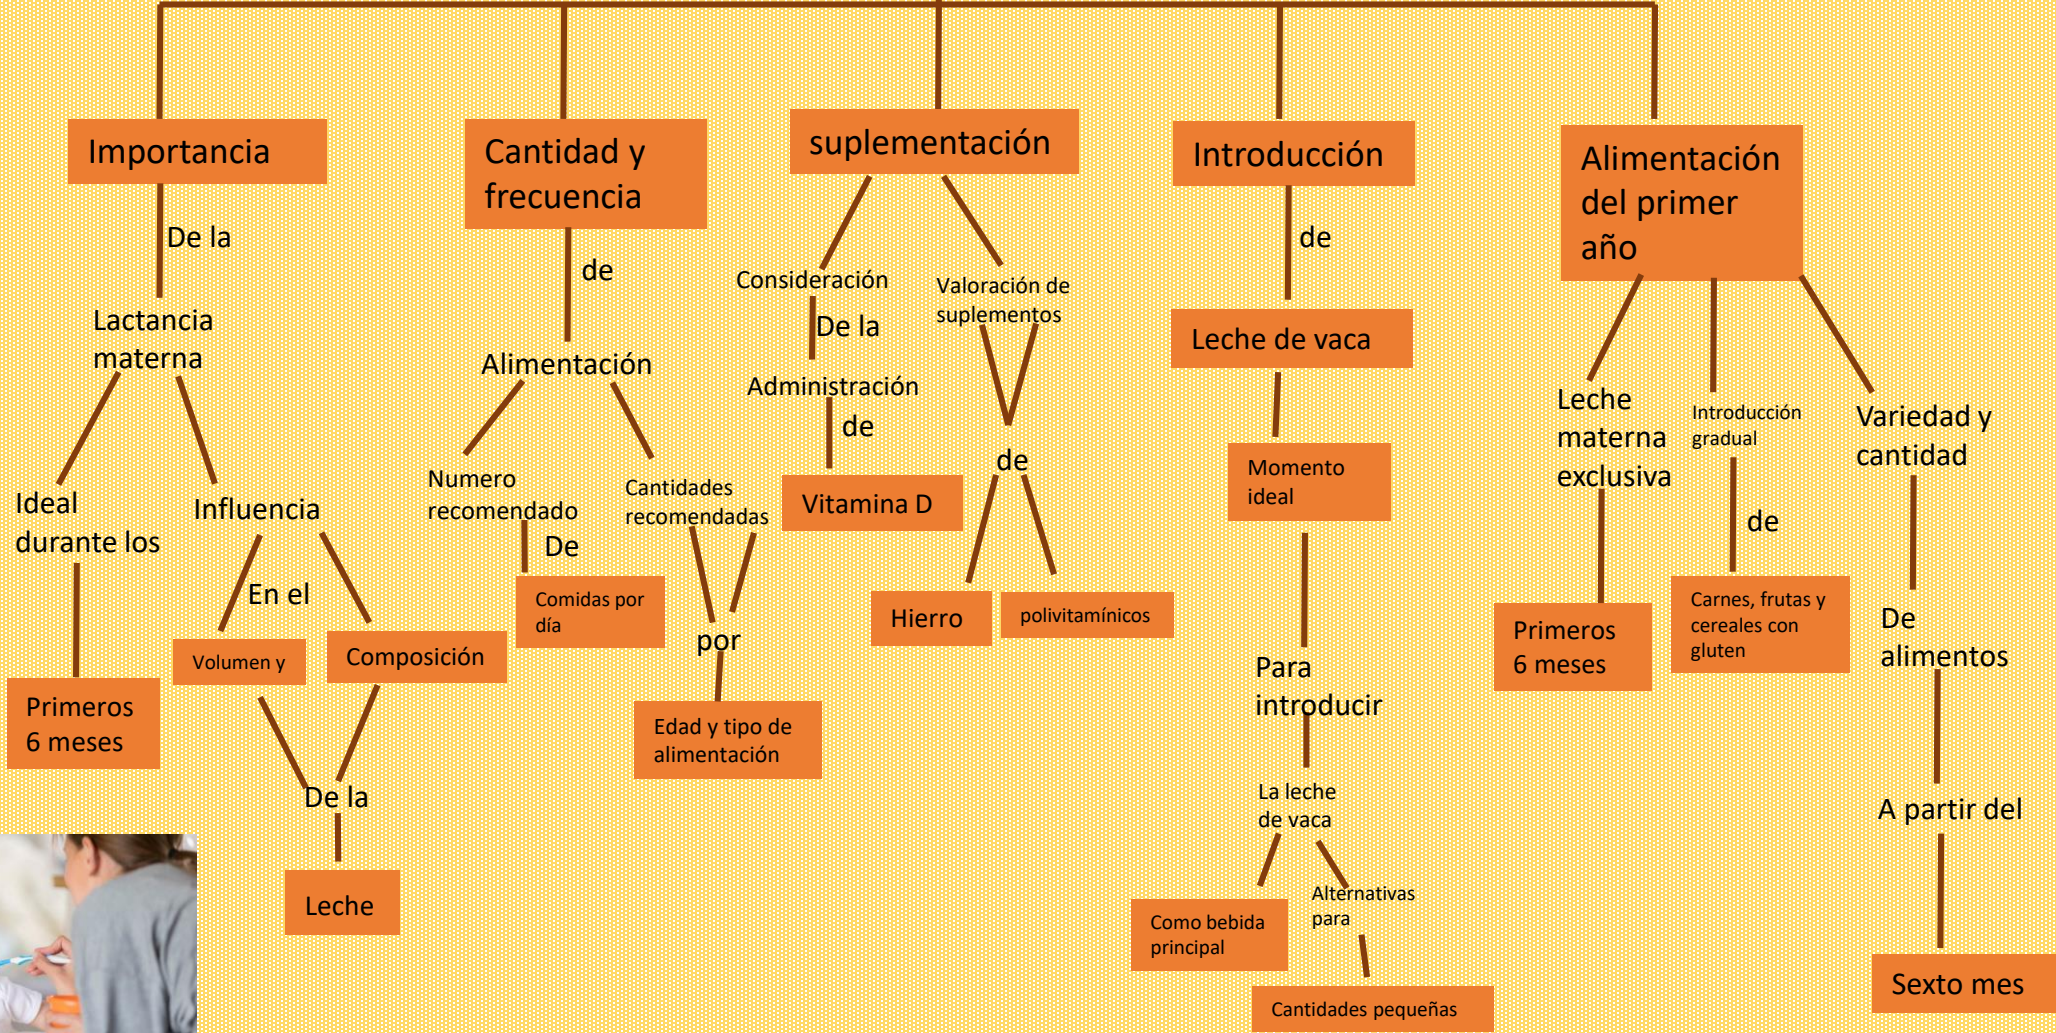 Importancia
De la
Lactancia
materna
Ideal
durante los
Primeros
6 meses
Influencia
En el
Volumen y
Composición
De la
Leche
Cantidad y
frecuencia
de
Alimentación
Numero
recomendado
De
Comidas por
día
Cantidades
recomendadas
por
Edad y tipo de
alimentación
suplementación
Consideración
De la
Administración
de
Vitamina D
Valoración de
suplementos
de
Hierro
polivitamínicos
Introducción
de
Leche de vaca
Momento
ideal
Para
introducir
La leche
de vaca
Como bebida
principal
Alternativas
para
Cantidades pequeñas
Alimentación
del primer
año
Leche
materna
exclusiva
Primeros
6 meses
Introducción
gradual
de
Carnes, frutas y
cereales con
gluten
Variedad y
cantidad
De
alimentos
A partir del
Sexto mes